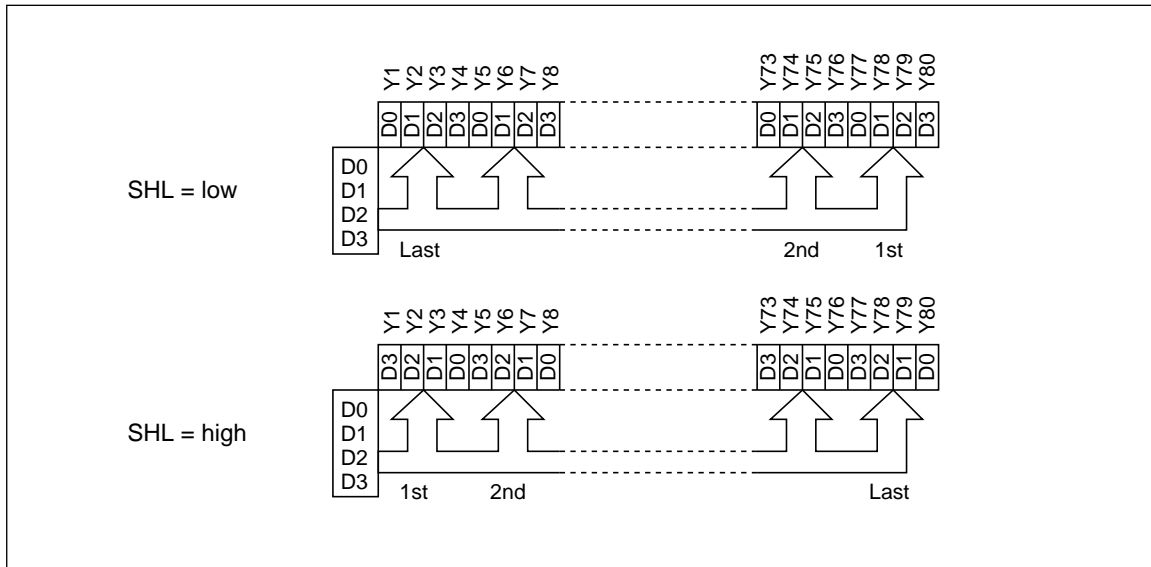 Y1 Y2 Y3 Y4 Y5 Y6 Y7 Y8 Y73 Y74 Y75 Y76 Y77 Y78 Y79 Y80
D0 D1 D2 D3 D0 D1 D2 D3 D0 D1 D2 D3 D0 D1 D2 D3
SHL = low
D0
D1
D2
D3
Last 2nd 1st
Y1 Y2 Y3 Y4 Y5 Y6 Y7 Y8 Y73 Y74 Y75 Y76 Y77 Y78 Y79 Y80
D3 D2 D1 D0 D3 D2 D1 D0 D3 D2 D1 D0 D3 D2 D1 D0
SHL = high
D0
D1
D2
D3
1st 2nd Last